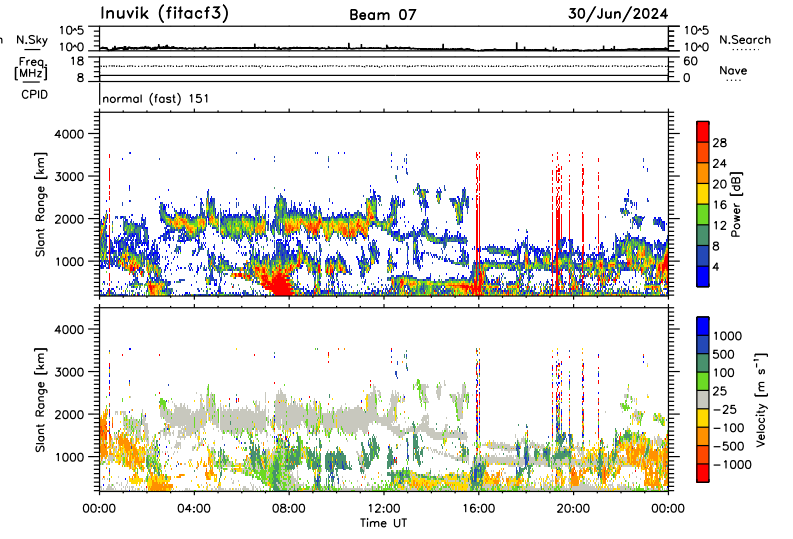 Inuvik (fitacf3) Beam 07 30/Jun/2024
N.Sky 10^5 10^5 N.Search
10^0 10^0
Freq. 18 60 Nave
[MHz] 8 0
CPID normal (fast) 151
Slant Range [km] 4000 3000 2000 1000
28 24 20 16 12 8 4 Power [dB]
Slant Range [km] 4000 3000 2000 1000
1000 500 100 25 −25 −100 −500 −1000 Velocity [m s⁻¹]
00:00 04:00 08:00 12:00 16:00 20:00 00:00
Time UT